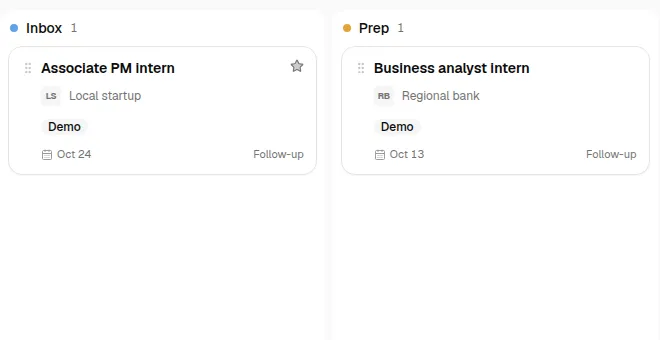 Inbox 1
Associate PM intern
LS Local startup
Demo
Oct 24 Follow-up
Prep 1
Business analyst intern
RB Regional bank
Demo
Oct 13 Follow-up